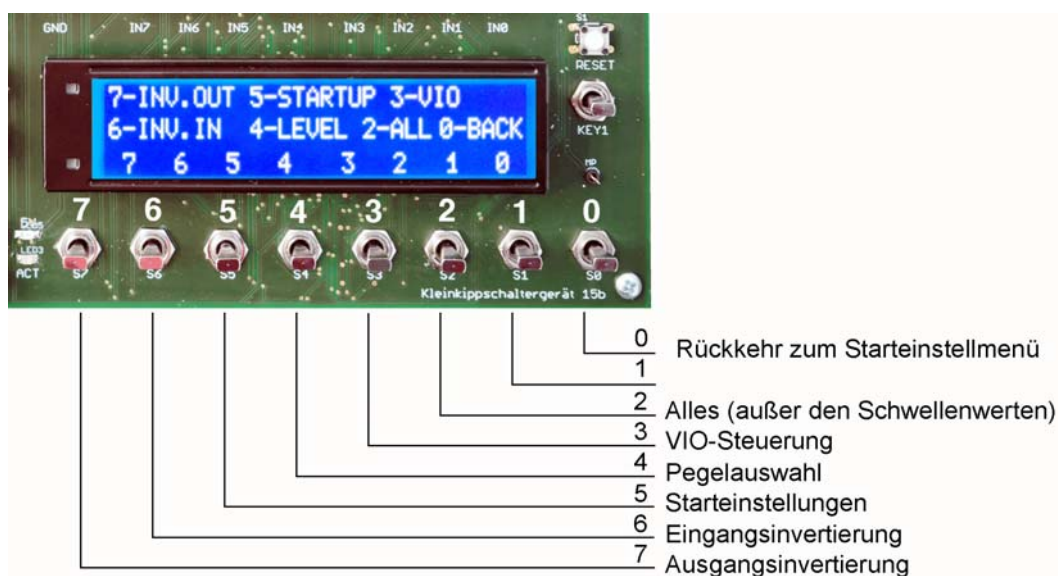 GND IN7 IN6 IN5 IN4 IN3 IN2 IN1 IN0
S1
RESET
7-INV.OUT 5-STARTUP 3-VIO
6-INV.IN 4-LEVEL 2-ALL 0-BACK
7 6 5 4 3 2 1 0
KEY1
MP
7 6 5 4 3 2 1 0
LED3
ACT
S7 S6 S5 S4 S3 S2 S1 S0
Kleinkippschaltergerät 15b
0 Rückkehr zum Starteinstellmenü
1
2 Alles (außer den Schwellenwerten)
3 VIO-Steuerung
4 Pegelauswahl
5 Starteinstellungen
6 Eingangsinvertierung
7 Ausgangsinvertierung